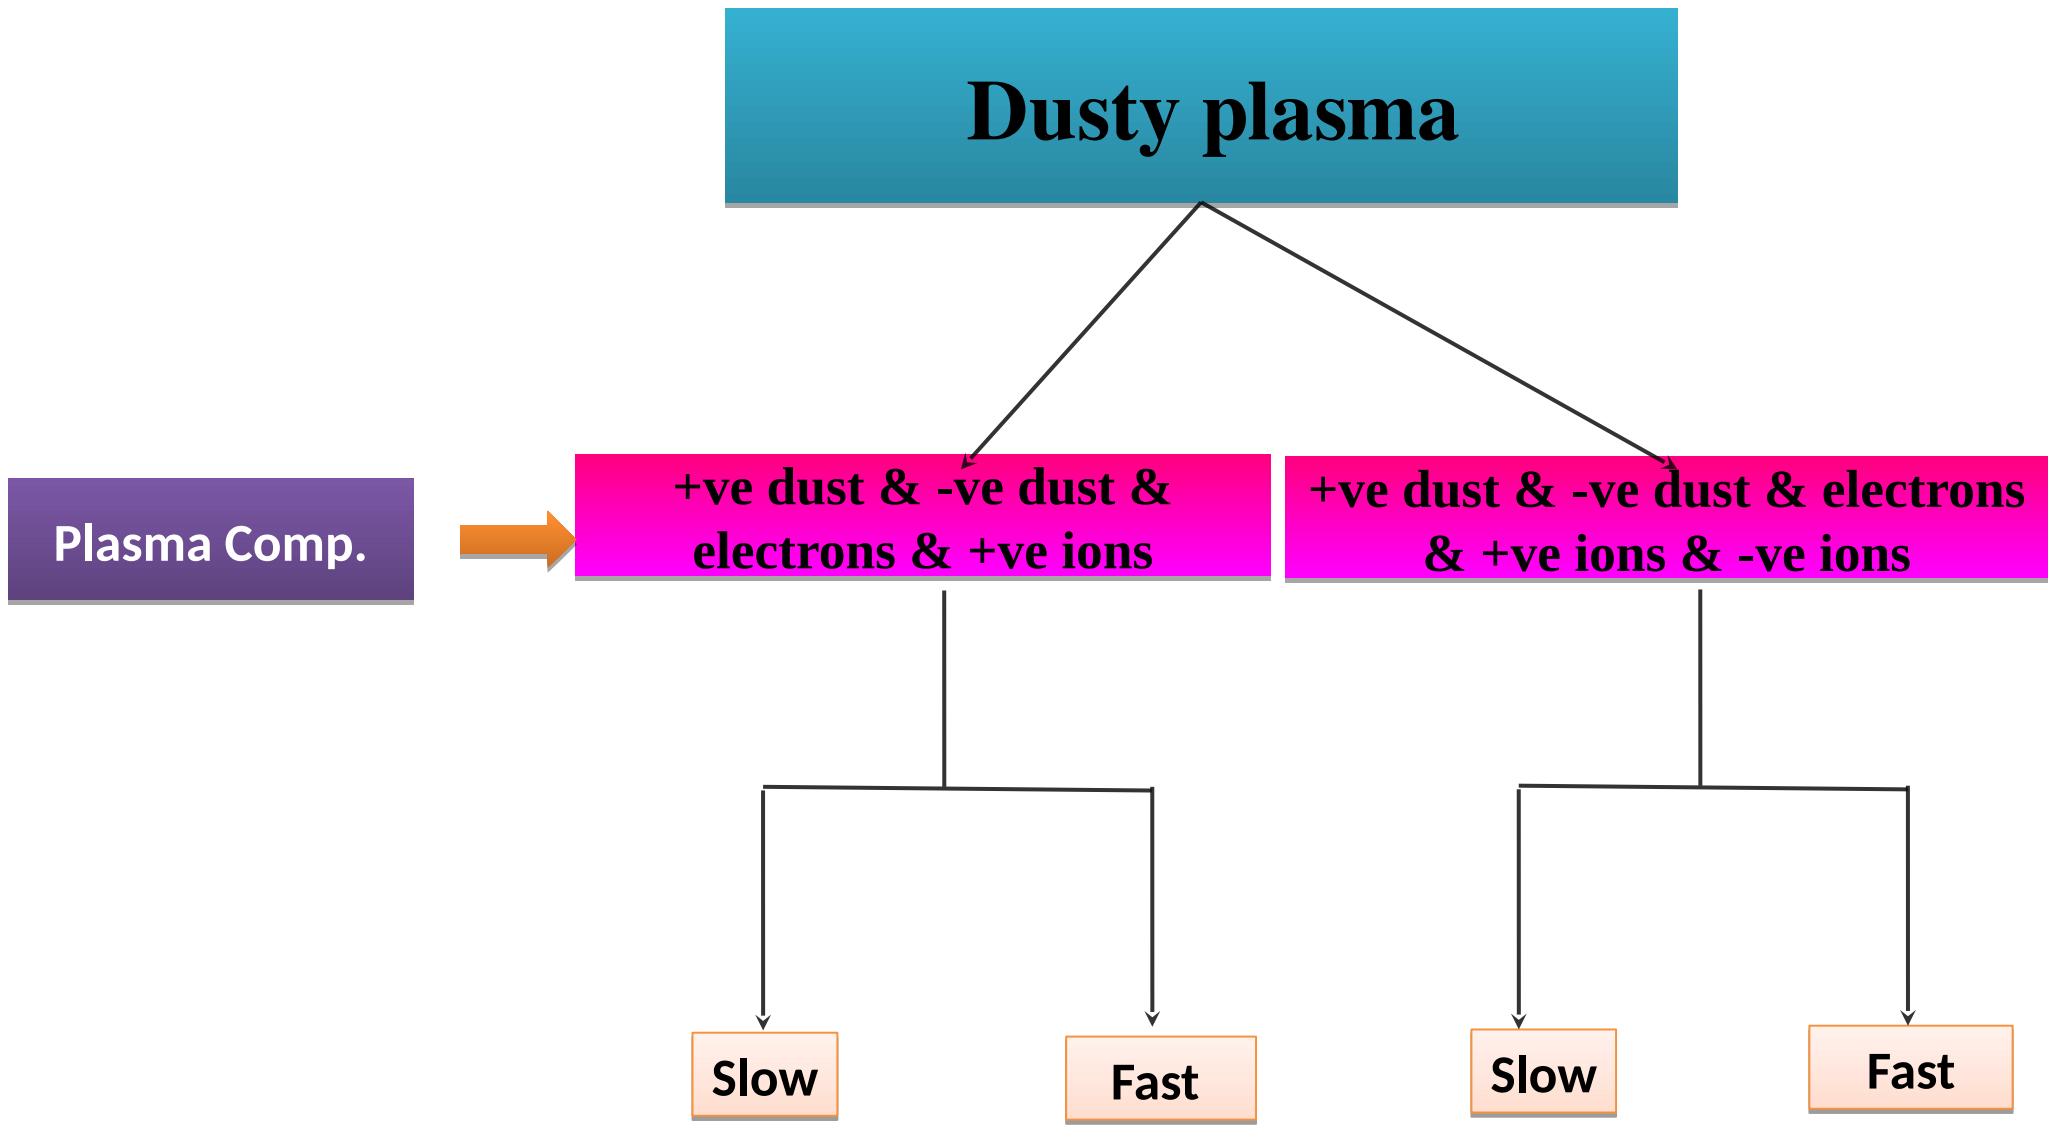 Dusty plasma
Plasma Comp.
+ve dust & -ve dust &
electrons & +ve ions
+ve dust & -ve dust & electrons
& +ve ions & -ve ions
Slow
Fast
Slow
Fast